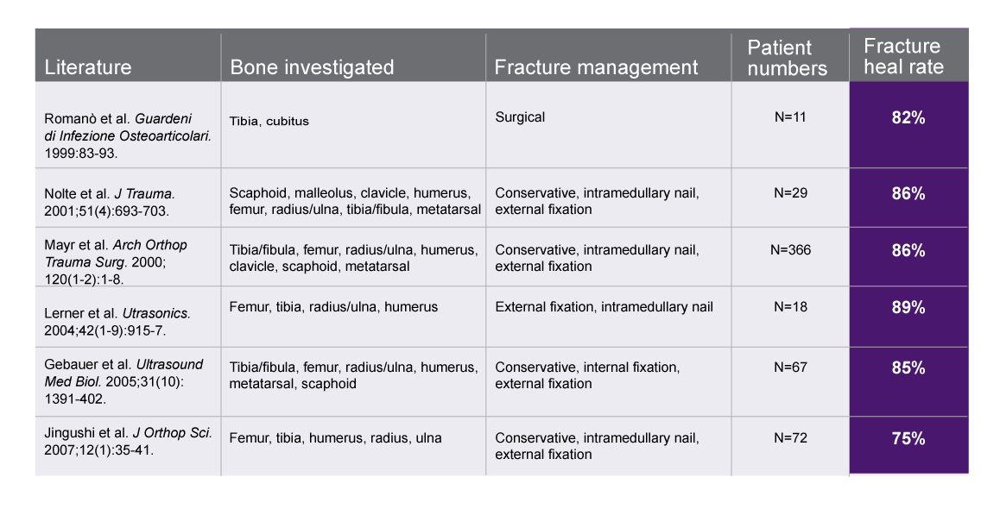 Literature
Bone investigated
Fracture management
Patient
numbers
Fracture
heal rate
Romanò et al. Guardeni
di Infezione Osteoarticolari.
1999:83-93.
Tibia, cubitus
Surgical
N=11
82%
Nolte et al. J Trauma.
2001;51(4):693-703.
Scaphoid, malleolus, clavicle, humerus,
femur, radius/ulna, tibia/fibula, metatarsal
Conservative, intramedullary nail,
external fixation
N=29
86%
Mayr et al. Arch Orthop
Trauma Surg. 2000;
120(1-2):1-8.
Tibia/fibula, femur, radius/ulna, humerus,
clavicle, scaphoid, metatarsal
Conservative, intramedullary nail,
external fixation
N=366
86%
Lerner et al. Utrasonics.
2004;42(1-9):915-7.
Femur, tibia, radius/ulna, humerus
External fixation, intramedullary nail
N=18
89%
Gebauer et al. Ultrasound
Med Biol. 2005;31(10):
1391-402.
Tibia/fibula, femur, radius/ulna, humerus,
metatarsal, scaphoid
Conservative, internal fixation,
external fixation
N=67
85%
Jingushi et al. J Orthop Sci.
2007;12(1):35-41.
Femur, tibia, humerus, radius, ulna
Conservative, intramedullary nail,
external fixation
N=72
75%